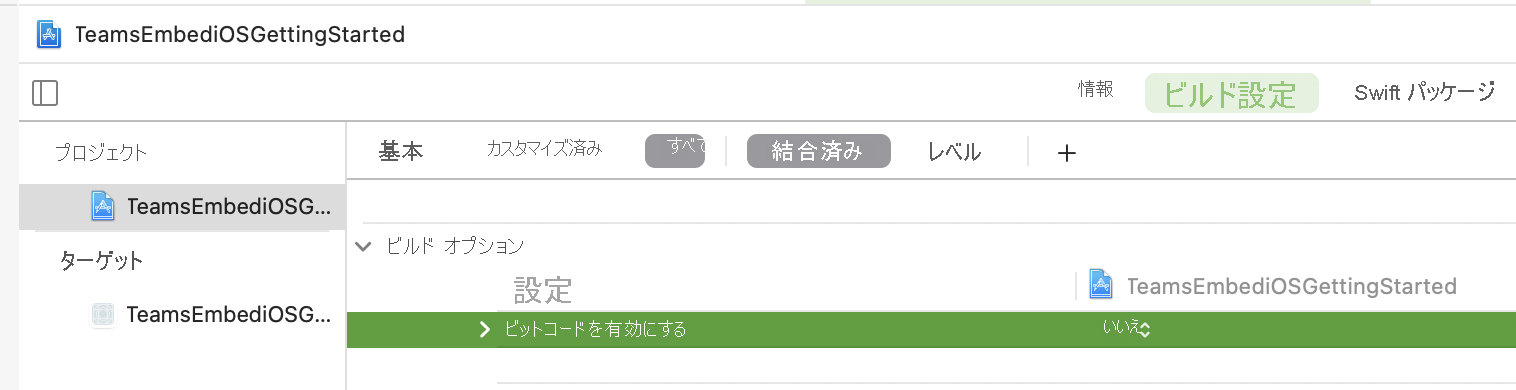 TeamsEmbediOSGettingStarted
情報 ビルド設定 Swift パッケージ
プロジェクト
基本 カスタマイズ済み すべて 結合済み レベル +
TeamsEmbediOSG...
ビルド オプション
ターゲット
設定 TeamsEmbediOSGettingStarted
TeamsEmbediOSG...
ビットコードを有効にする いいえ